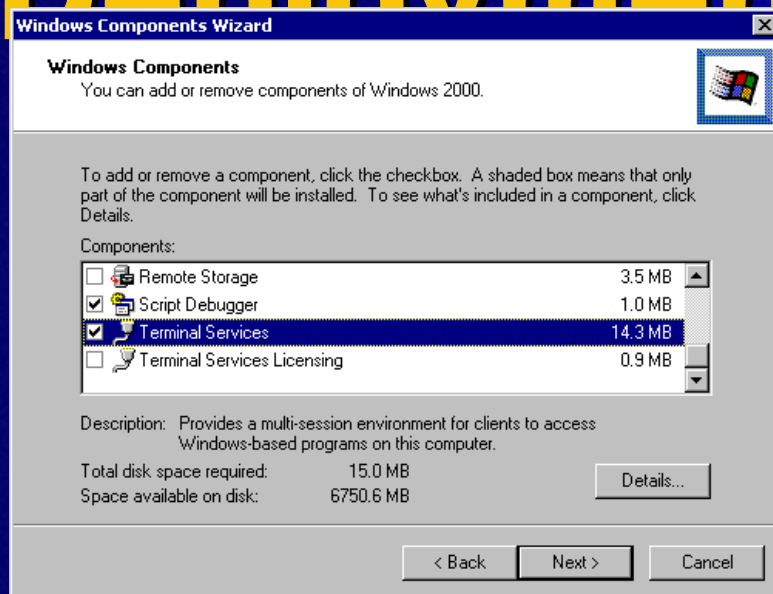 Windows Components Wizard
Windows Components
You can add or remove components of Windows 2000.
To add or remove a component, click the checkbox. A shaded box means that only
part of the component will be installed. To see what's included in a component, click
Details.
Components:
Remote Storage 3.5 MB
Script Debugger 1.0 MB
Terminal Services 14.3 MB
Terminal Services Licensing 0.9 MB
Description: Provides a multi-session environment for clients to access
Windows-based programs on this computer.
Total disk space required: 15.0 MB
Space available on disk: 6750.6 MB
Details...
< Back Next > Cancel